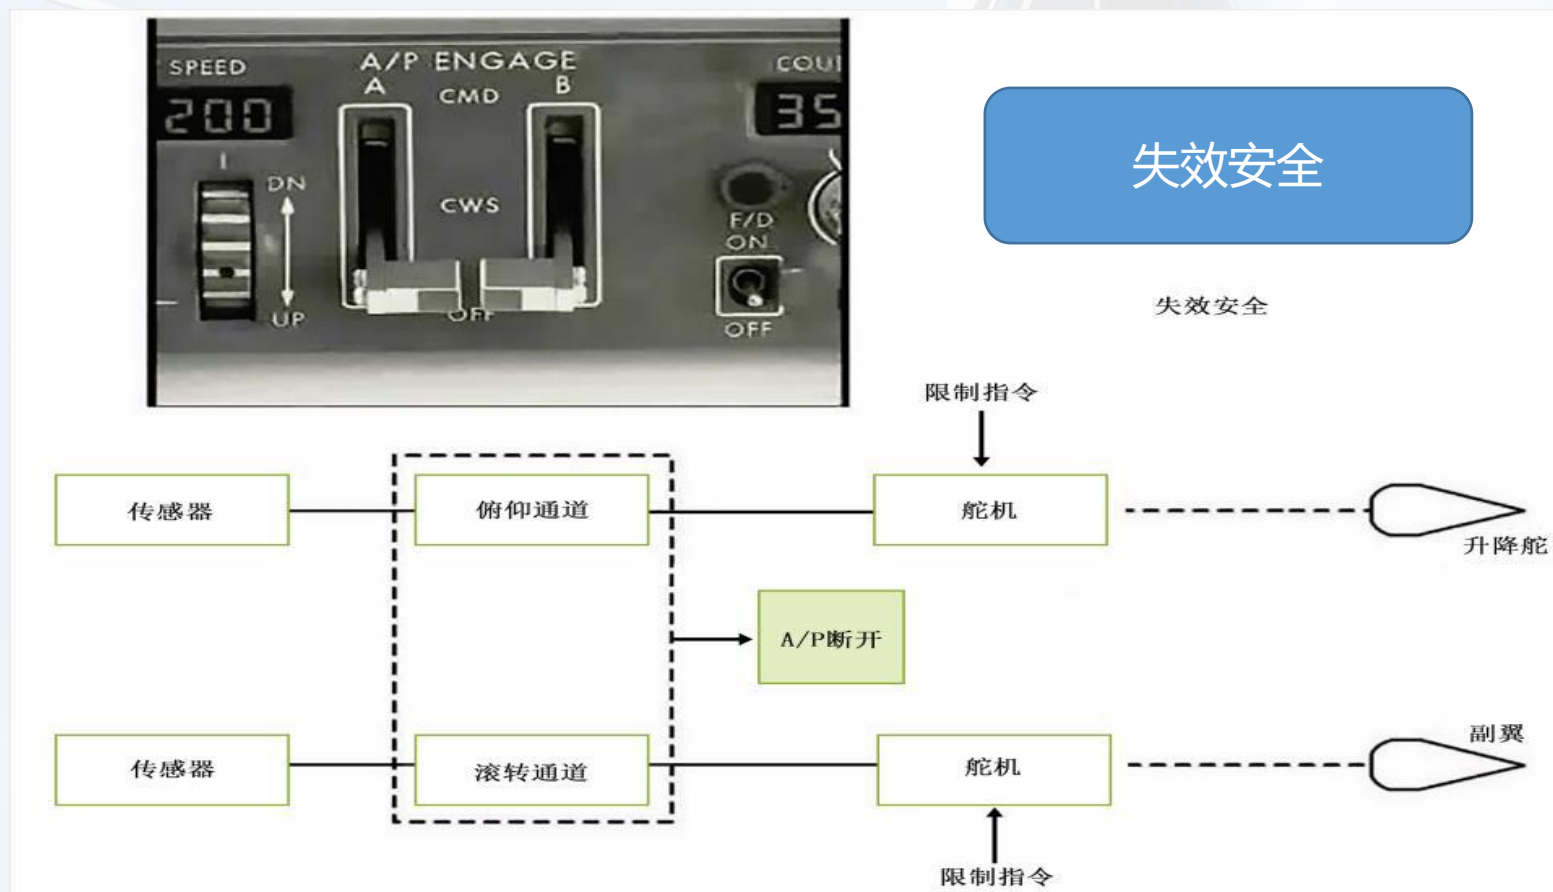 SPEED
200
DN
UP
A/P ENGAGE
A
B
CMD
CWS
OFF
COU
35
F/D
ON
OFF
失效安全
失效安全
限制指令
传感器
俯仰通道
舵机
升降舵
A/P断开
副翼
传感器
滚转通道
舵机
限制指令